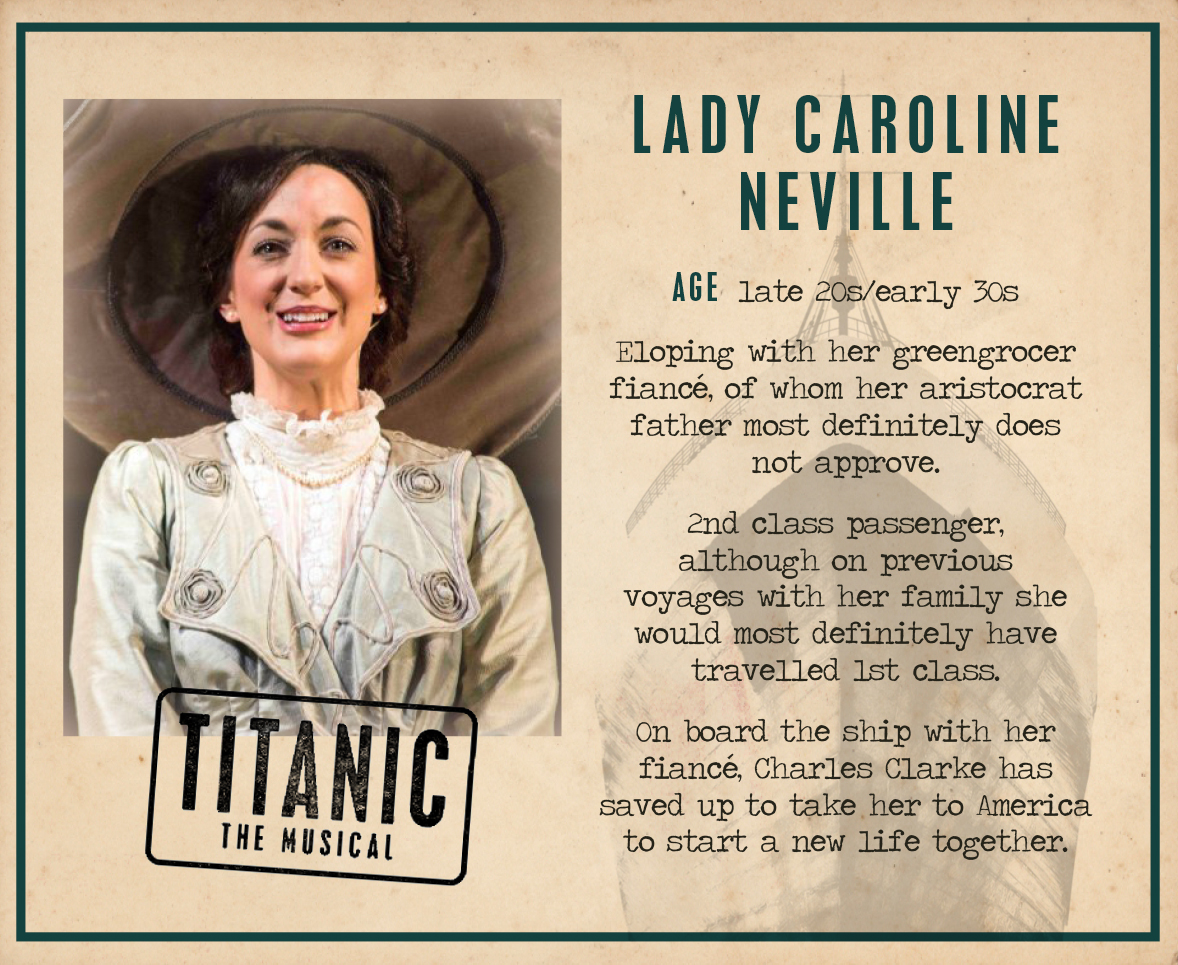 LADY CAROLINE
NEVILLE
AGE late 20s/early 30s
Eloping with her greengrocer
fiancé, of whom her aristocrat
father most definitely does
not approve.
2nd class passenger,
although on previous
voyages with her family she
would most definitely have
travelled 1st class.
On board the ship with her
fiancé, Charles Clarke has
saved up to take her to America
to start a new life together.
TITANIC
THE MUSICAL